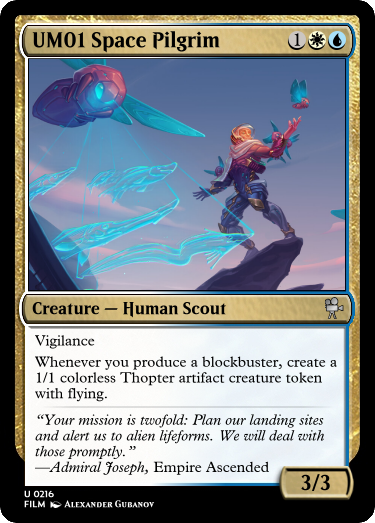 UM01 Space Pilgrim 1
Creature — Human Scout
Vigilance
Whenever you produce a blockbuster, create a
1/1 colorless Thopter artifact creature token
with flying.
“Your mission is twofold: Plan our landing sites
and alert us to alien lifeforms. We will deal with
those promptly.”
—Admiral Joseph, Empire Ascended
3/3
U 0216
FILM Alexander Gubanov